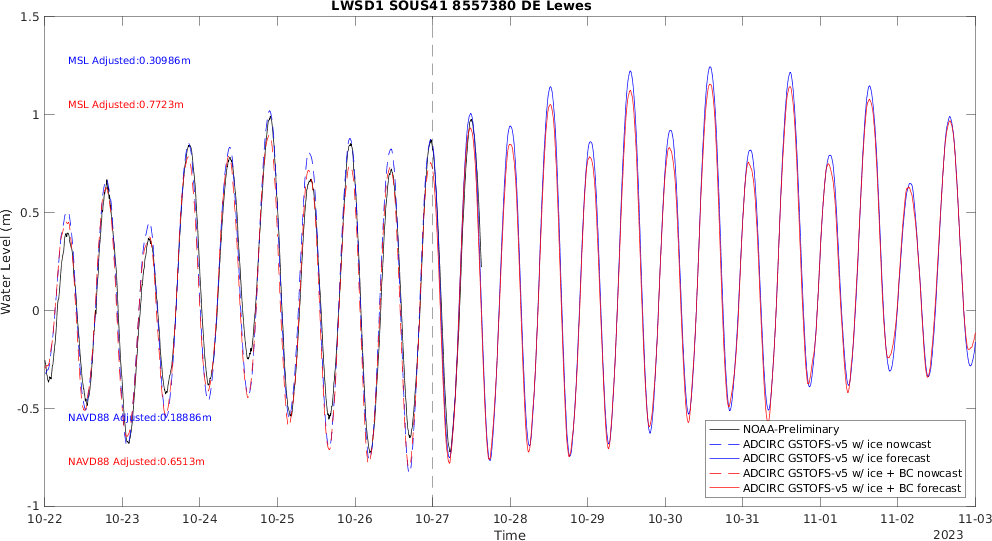 LWSD1 SOUS41 8557380 DE Lewes
1.5
1
0.5
0
-0.5
-1
Water Level (m)
MSL Adjusted:0.30986m
MSL Adjusted:0.7723m
NAVD88 Adjusted:0.18886m
NAVD88 Adjusted:0.6513m
NOAA-Preliminary
ADCIRC GSTOFS-v5 w/ ice nowcast
ADCIRC GSTOFS-v5 w/ ice forecast
ADCIRC GSTOFS-v5 w/ ice + BC nowcast
ADCIRC GSTOFS-v5 w/ ice + BC forecast
10-22 10-23 10-24 10-25 10-26 10-27 10-28 10-29 10-30 10-31 11-01 11-02 11-03
Time
2023